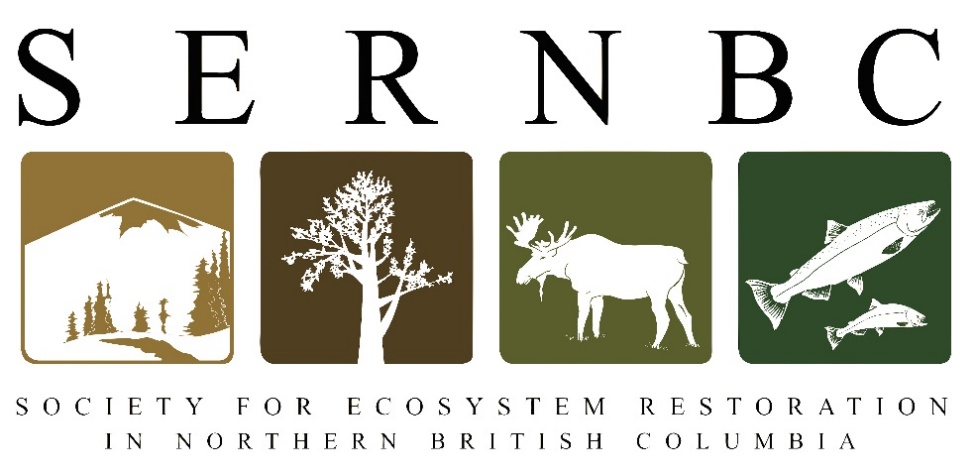 SERNBC
SOCIETY FOR ECOSYSTEM RESTORATION
IN NORTHERN BRITISH COLUMBIA